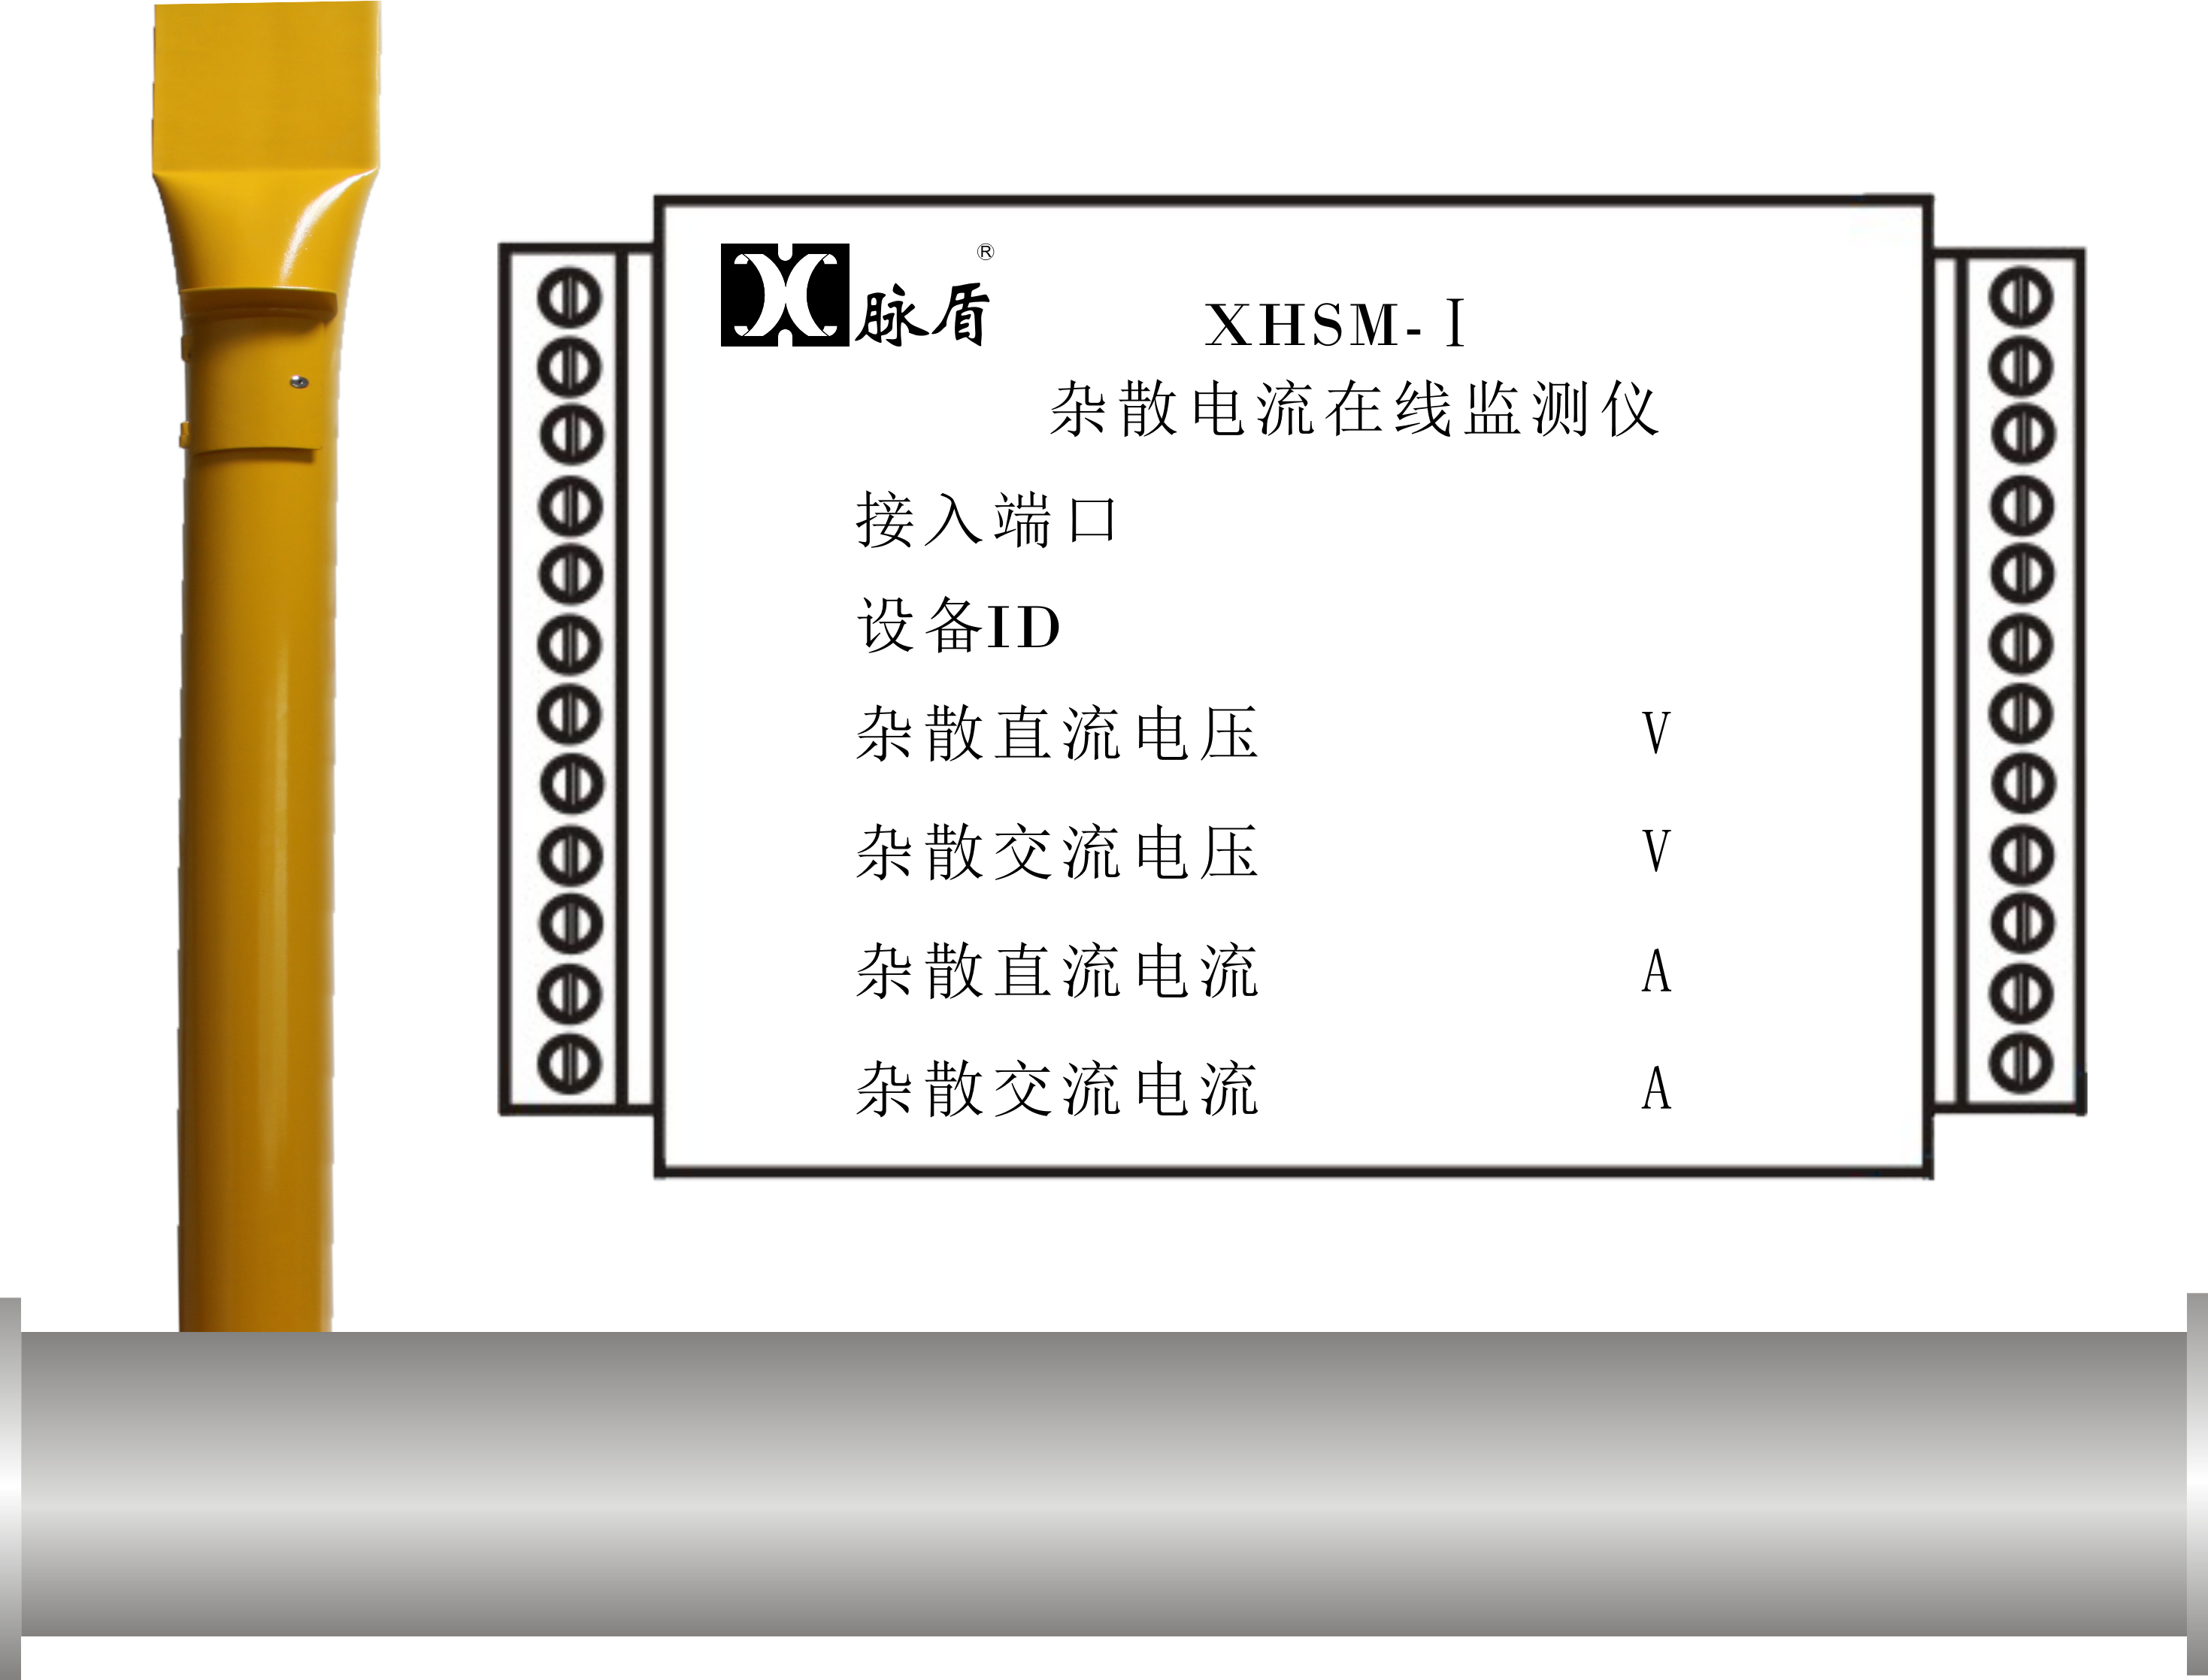 脉盾®
XHSM-Ⅰ
杂散电流在线监测仪
接入端口
设备ID
杂散直流电压 V
杂散交流电压 V
杂散直流电流 A
杂散交流电流 A